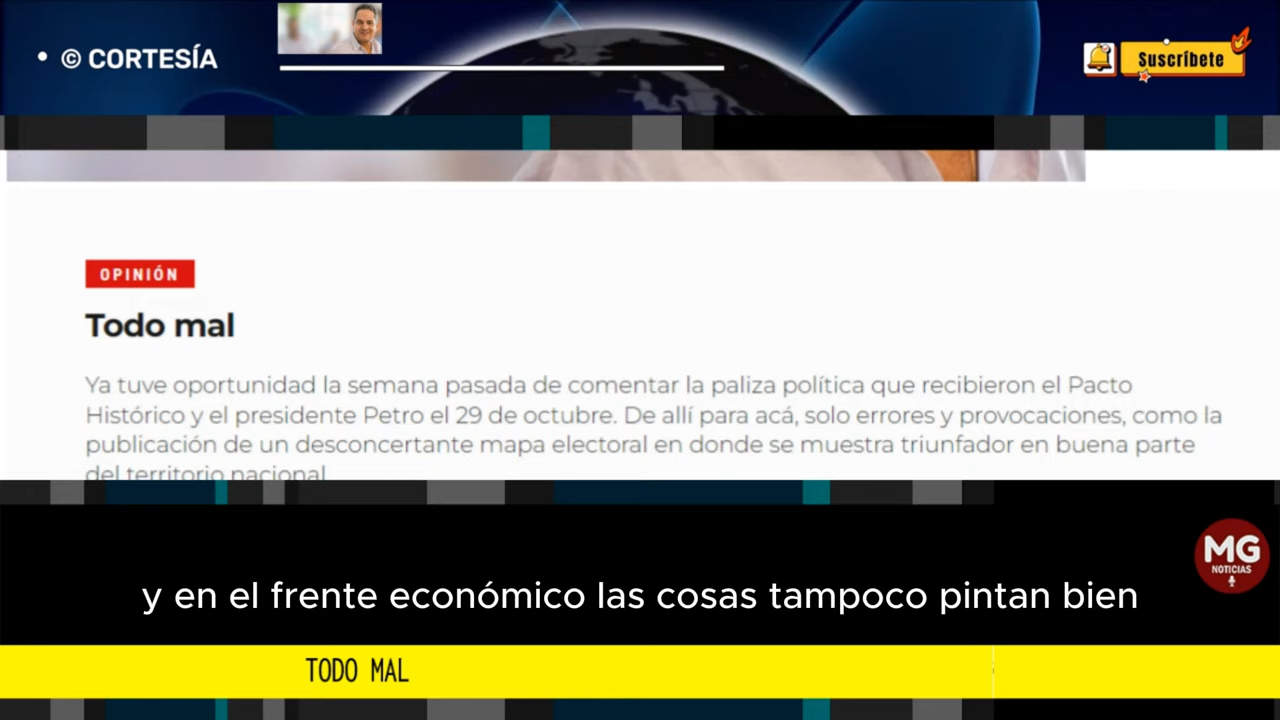 © CORTESÍA
Suscríbete
OPINIÓN
Todo mal
Ya tuve oportunidad la semana pasada de comentar la paliza política que recibieron el Pacto
Histórico y el presidente Petro el 29 de octubre. De allí para acá, solo errores y provocaciones, como la
publicación de un desconcertante mapa electoral en donde se muestra triunfador en buena parte
del territorio nacional
MG
NOTICIAS
y en el frente económico las cosas tampoco pintan bien
TODO MAL